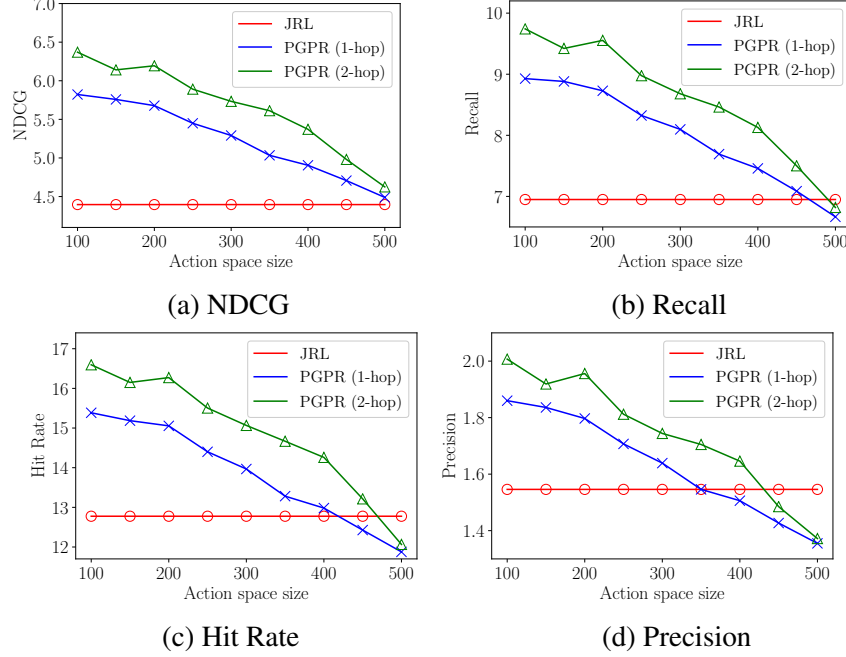 7.0
6.5
6.0
5.5
5.0
4.5
NDCG
JRL
PGPR (1-hop)
PGPR (2-hop)
100 200 300 400 500
Action space size
(a) NDCG
10
9
8
7
Recall
JRL
PGPR (1-hop)
PGPR (2-hop)
100 200 300 400 500
Action space size
(b) Recall
17
16
15
14
13
12
Hit Rate
JRL
PGPR (1-hop)
PGPR (2-hop)
100 200 300 400 500
Action space size
(c) Hit Rate
2.0
1.8
1.6
1.4
Precision
JRL
PGPR (1-hop)
PGPR (2-hop)
100 200 300 400 500
Action space size
(d) Precision